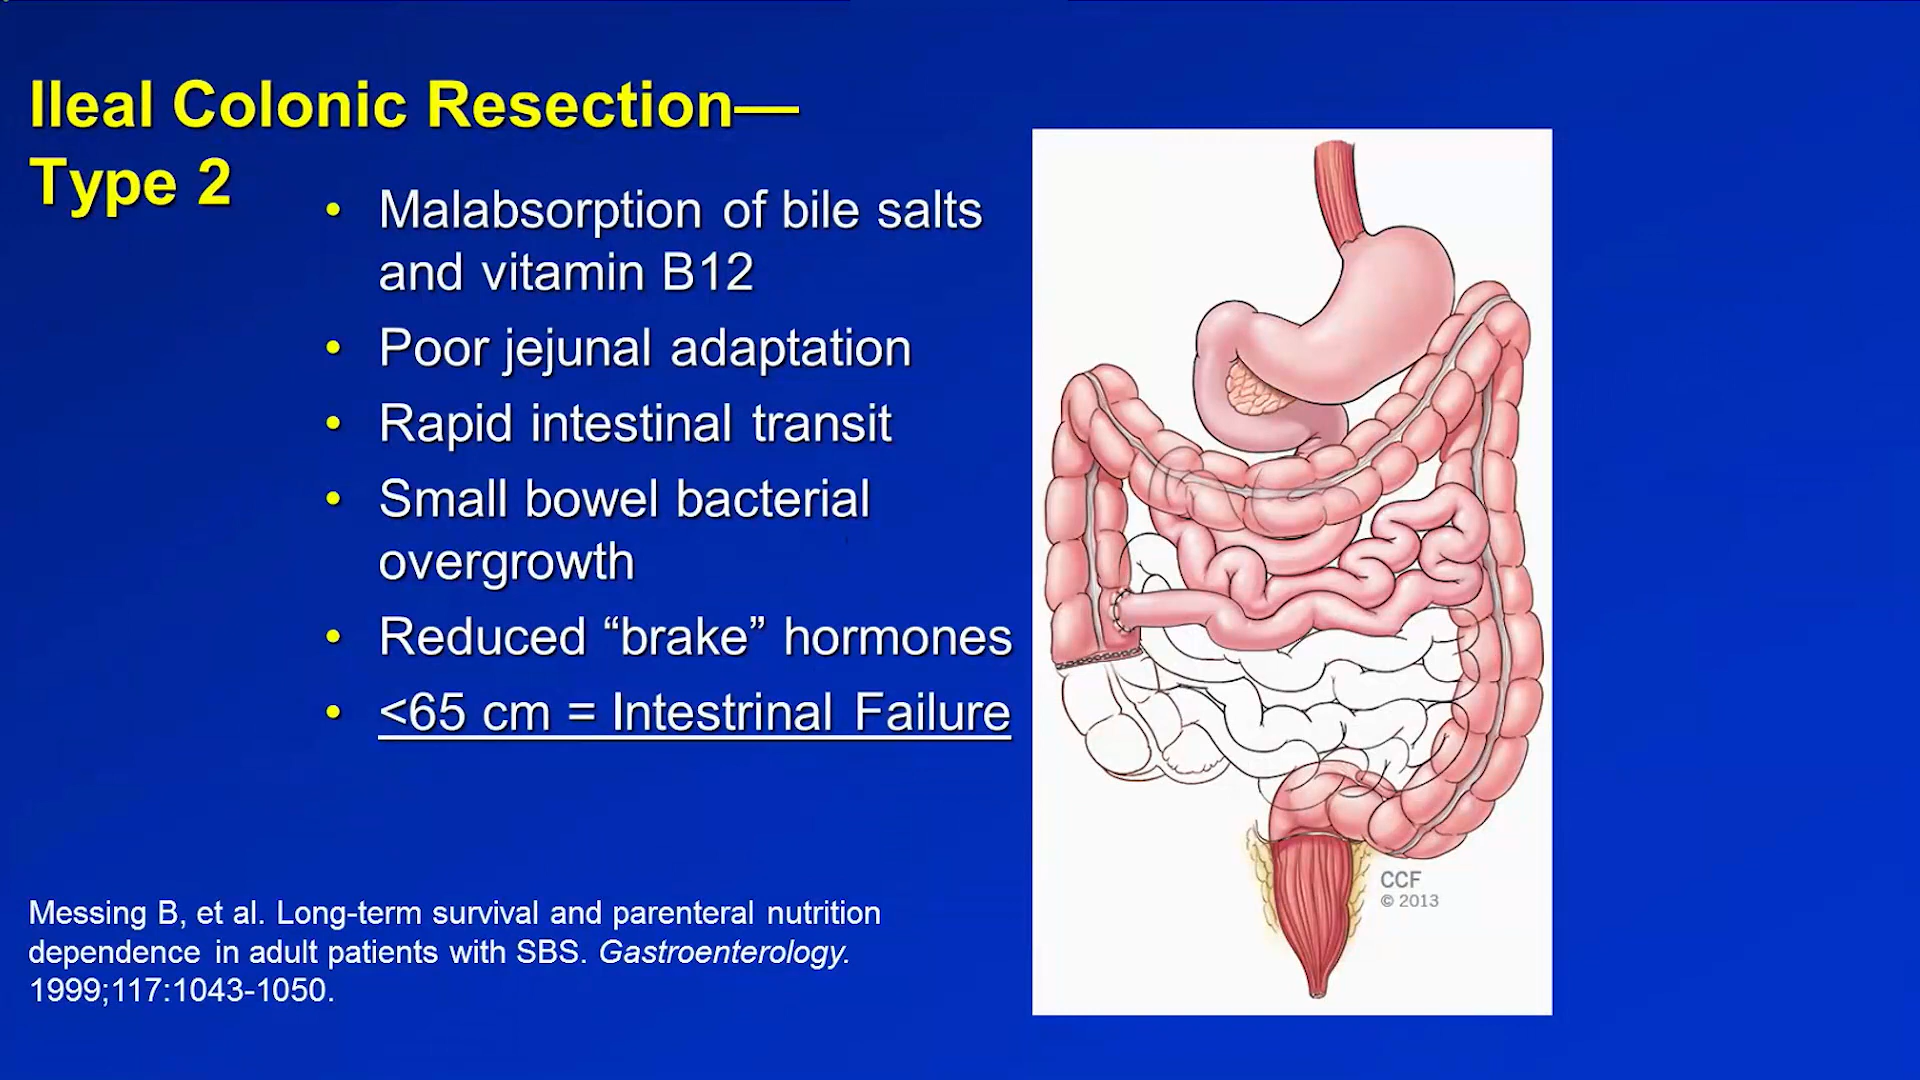 Ileal Colonic Resection—
Type 2
• Malabsorption of bile salts
and vitamin B12
• Poor jejunal adaptation
• Rapid intestinal transit
• Small bowel bacterial
overgrowth
• Reduced “brake” hormones
• <65 cm = Intestrinal Failure
Messing B, et al. Long-term survival and parenteral nutrition
dependence in adult patients with SBS. Gastroenterology.
1999;117:1043-1050.
CCF
© 2013